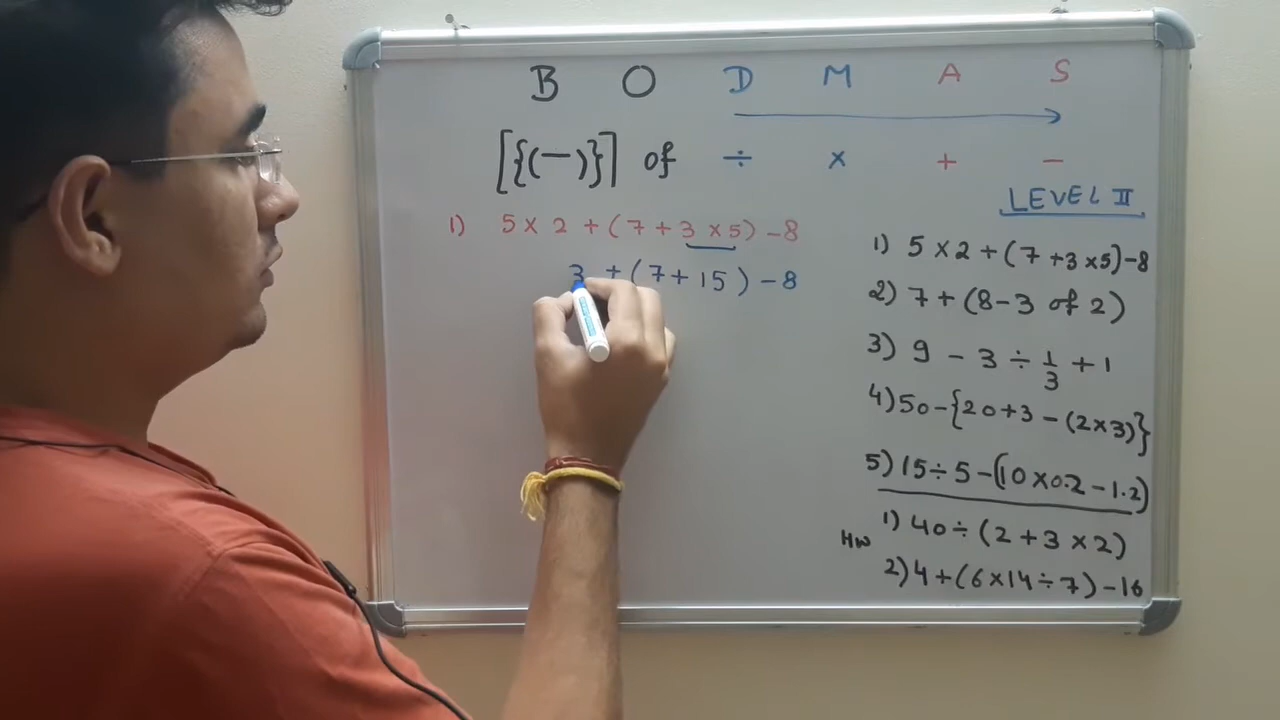 B O D M A S
[{(—)}] of ÷ × + −
LEVEL II
1) 5 × 2 + (7 + 3 × 5) − 8
3 + (7 + 15) − 8
1) 5 × 2 + (7 + 3 × 5) − 8
2) 7 + (8 − 3 of 2)
3) 9 − 3 ÷ 1/3 + 1
4) 50 − {20 + 3 − (2 × 3)}
5) 15 ÷ 5 − (10 × 0.2 − 1.2)
HW
1) 40 ÷ (2 + 3 × 2)
2) 4 + (6 × 14 ÷ 7) − 16